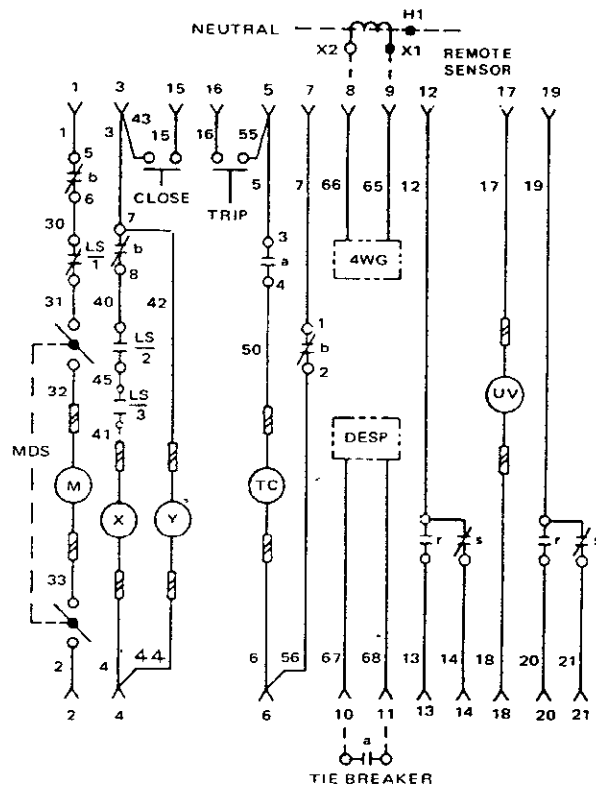 H1
NEUTRAL
X2 X1
REMOTE
SENSOR
1 3 15 16 5 7 8 9 12 17 19
43
1 3 15 16 55
5
b
6
CLOSE
TRIP
5 7 66 65 12 17 19
30
7
LS
1
b
8
3
a
4
4WG
31 40 42
1
b
2
LS
2
50
32 45
LS
3
UV
MDS
41
DESP
M
X
Y
TC
r s r s
33
2 4 44 6 56 67 68 13 14 18 20 21
2 4 6 10 11 13 14 18 20 21
a
TIE BREAKER